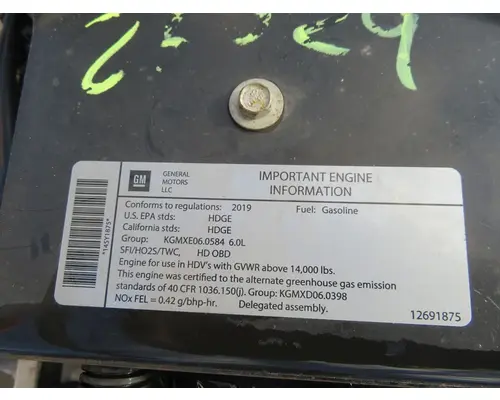 GM
GENERAL MOTORS LLC
IMPORTANT ENGINE INFORMATION
Conforms to regulations: 2019 Fuel: Gasoline
U.S. EPA stds: HDGE
California stds: HDGE
Group: KGMXE06.0584 6.0L
SFI/HO2S/TWC, HD OBD
Engine for use in HDV's with GVWR above 14,000 lbs.
This engine was certified to the alternate greenhouse gas emission
standards of 40 CFR 1036.150(j). Group: KGMXD06.0398
NOx FEL = 0.42 g/bhp-hr. Delegated assembly.
12691875
*1A5Y1875*